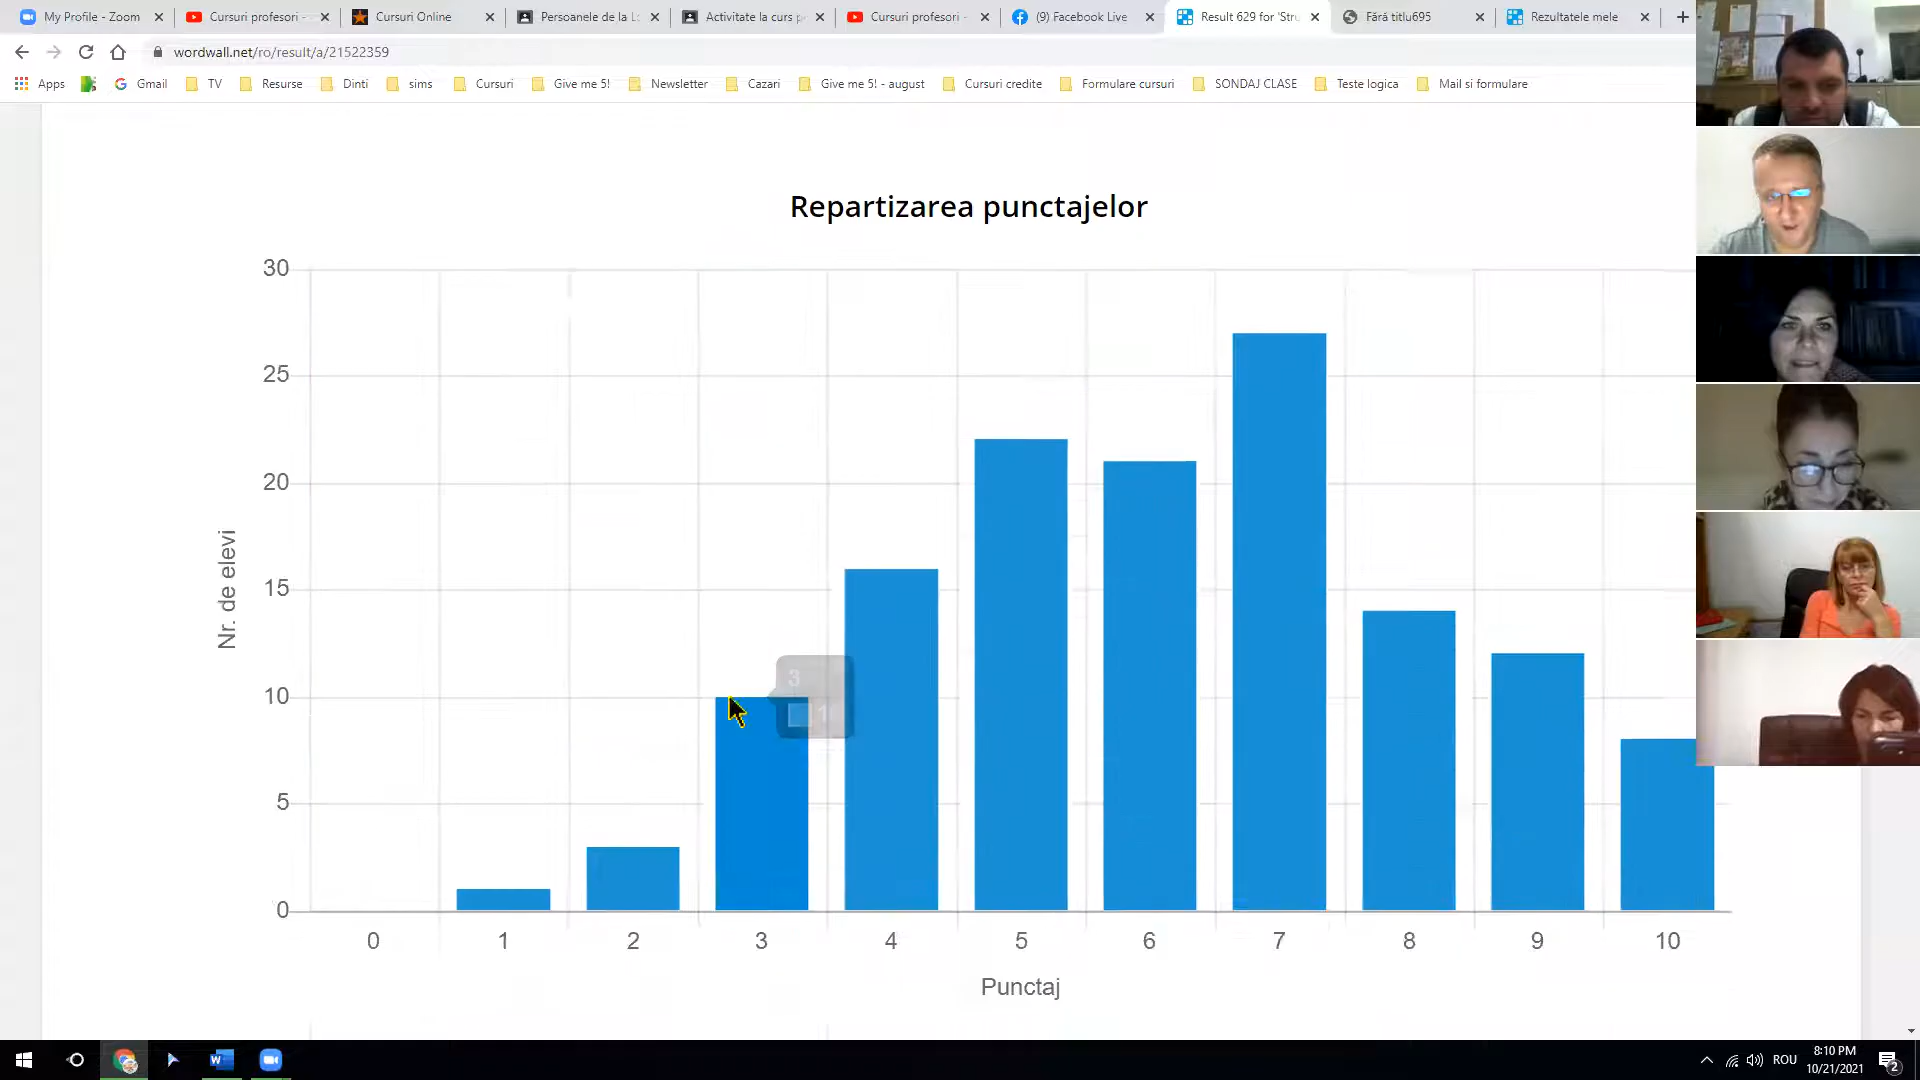 My Profile - Zoom
Cursuri profesori -
Cursuri Online
Persoanele de la L
Activitate la curs p
Cursuri profesori -
(9) Facebook Live
Result 629 for 'Stru
Fără titlu695
Rezultatele mele
wordwall.net/ro/result/a/21522359
Apps
Gmail
TV
Resurse
Dinti
sims
Cursuri
Give me 5!
Newsletter
Cazari
Give me 5! - august
Cursuri credite
Formulare cursuri
SONDAJ CLASE
Teste logica
Mail si formulare
Repartizarea punctajelor
30
25
20
15
10
5
0
Nr. de elevi
3
0 1 2 3 4 5 6 7 8 9 10
Punctaj
ROU
8:10 PM
10/21/2021
2